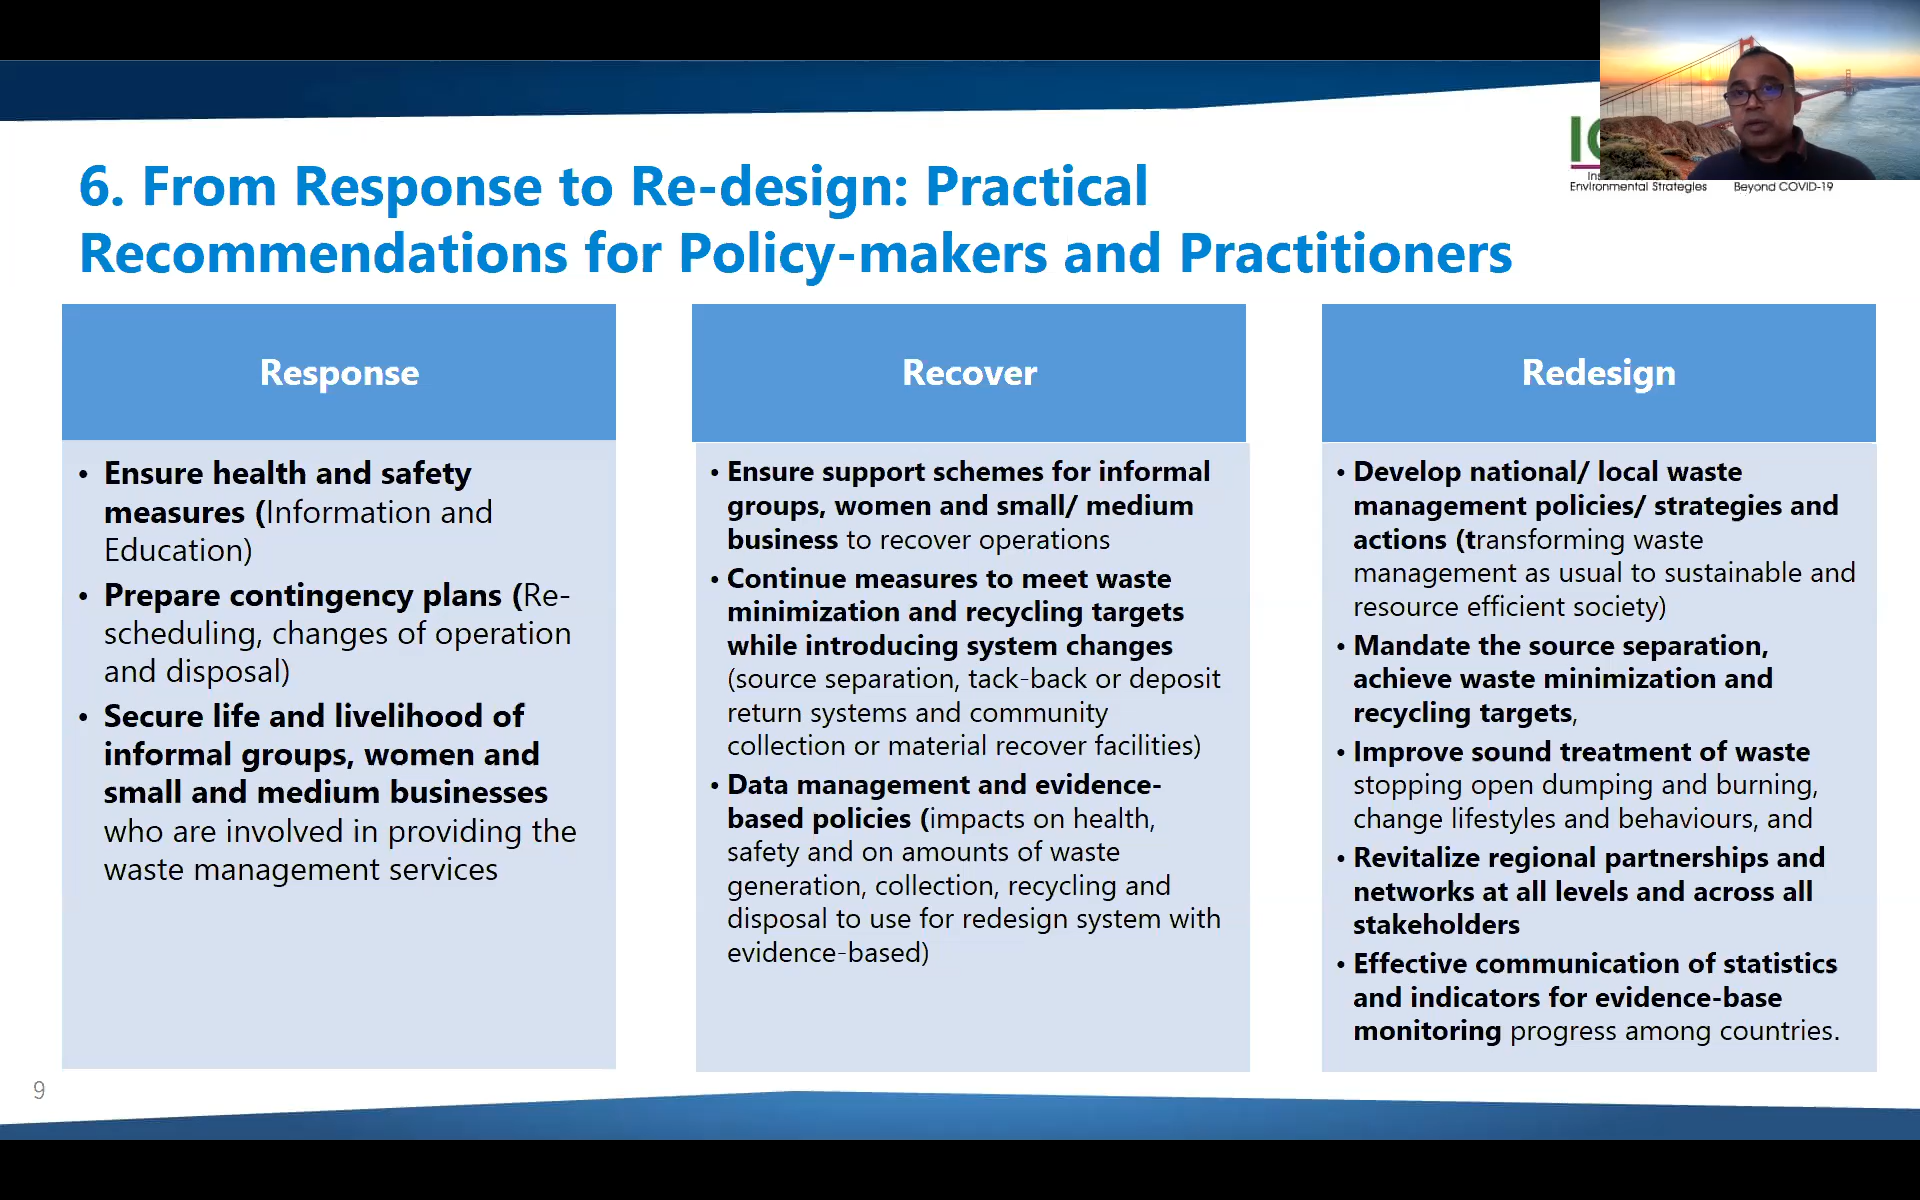 6. From Response to Re-design: Practical
Recommendations for Policy-makers and Practitioners
Environmental Strategies
Beyond COVID-19
Response
• Ensure health and safety
measures (Information and
Education)
• Prepare contingency plans (Re-
scheduling, changes of operation
and disposal)
• Secure life and livelihood of
informal groups, women and
small and medium businesses
who are involved in providing the
waste management services
Recover
• Ensure support schemes for informal
groups, women and small/ medium
business to recover operations
• Continue measures to meet waste
minimization and recycling targets
while introducing system changes
(source separation, tack-back or deposit
return systems and community
collection or material recover facilities)
• Data management and evidence-
based policies (impacts on health,
safety and on amounts of waste
generation, collection, recycling and
disposal to use for redesign system with
evidence-based)
Redesign
• Develop national/ local waste
management policies/ strategies and
actions (transforming waste
management as usual to sustainable and
resource efficient society)
• Mandate the source separation,
achieve waste minimization and
recycling targets,
• Improve sound treatment of waste
stopping open dumping and burning,
change lifestyles and behaviours, and
• Revitalize regional partnerships and
networks at all levels and across all
stakeholders
• Effective communication of statistics
and indicators for evidence-base
monitoring progress among countries.
9